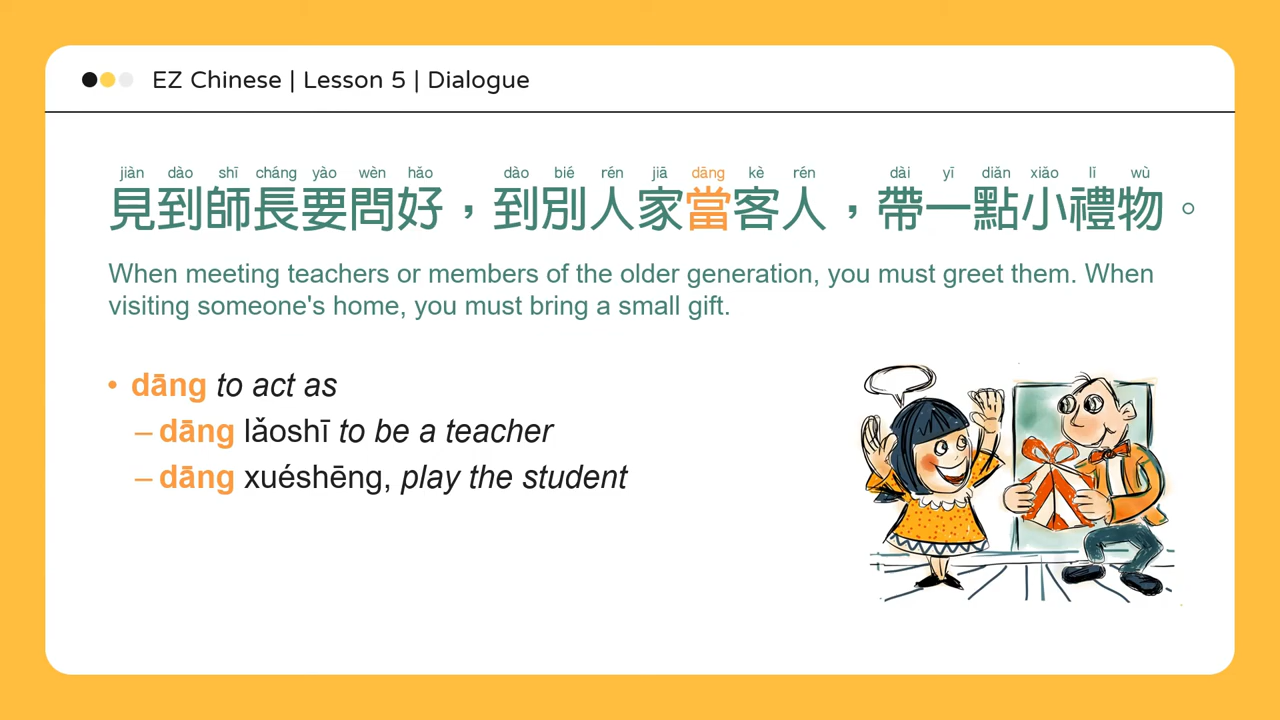 EZ Chinese | Lesson 5 | Dialogue
jiàn dào shī cháng yào wèn hǎo dào bié rén jiā dāng kè rén dài yī diǎn xiǎo lǐ wù
見到師長要問好，到別人家當客人，帶一點小禮物。
When meeting teachers or members of the older generation, you must greet them. When
visiting someone's home, you must bring a small gift.
• dāng to act as
– dāng lǎoshī to be a teacher
– dāng xuéshēng, play the student